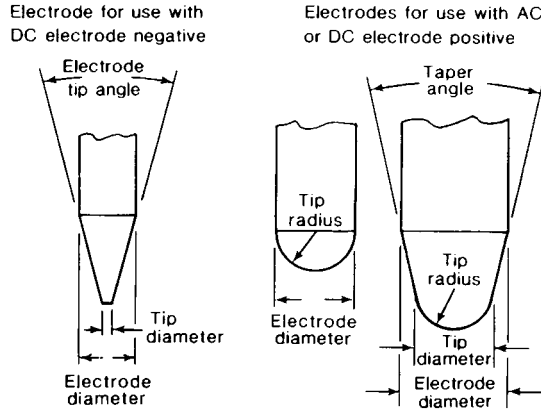 Electrode for use with
DC electrode negative
Electrodes for use with AC
or DC electrode positive
Electrode
tip angle
Taper
angle
Tip
radius
Tip
radius
Tip
diameter
Electrode
diameter
Electrode
diameter
Tip
diameter
Electrode
diameter